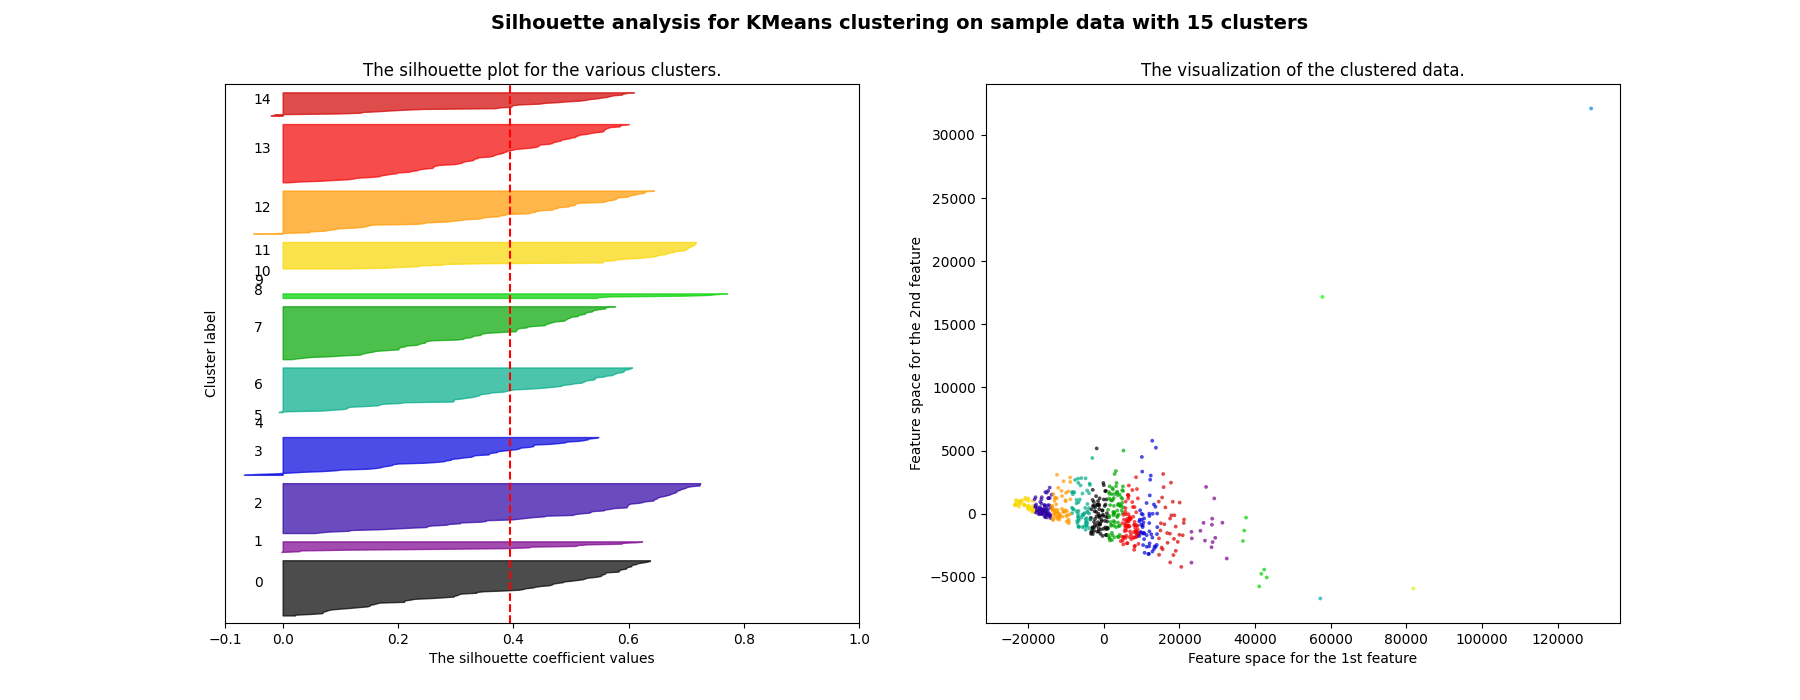 Silhouette analysis for KMeans clustering on sample data with 15 clusters
The silhouette plot for the various clusters.
14
13
12
11
10
9
8
7
6
5
4
3
2
1
0
Cluster label
−0.1 0.0 0.2 0.4 0.6 0.8 1.0
The silhouette coefficient values
The visualization of the clustered data.
30000
25000
20000
15000
10000
5000
0
−5000
Feature space for the 2nd feature
−20000 0 20000 40000 60000 80000 100000 120000
Feature space for the 1st feature